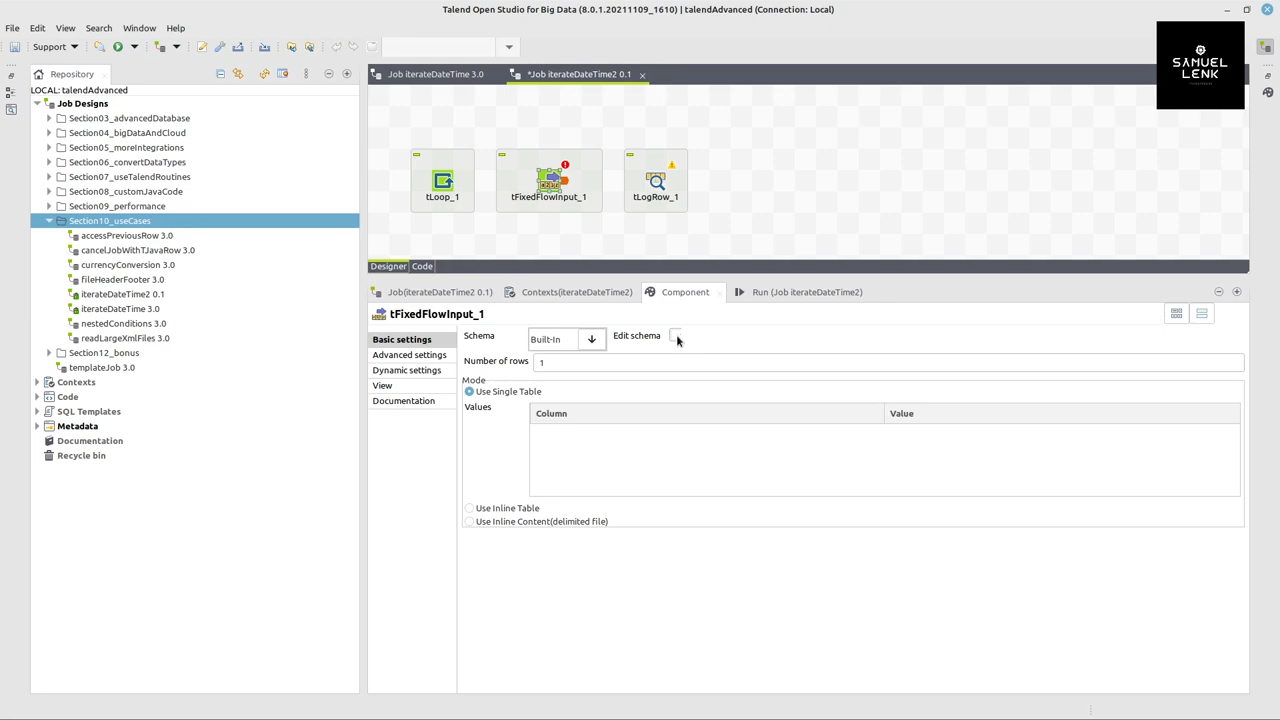 Talend Open Studio for Big Data (8.0.1.20211109_1610) | talendAdvanced (Connection: Local)
File Edit View Search Window Help
Support
SAMUEL
LENK
Repository
Job iterateDateTime 3.0
*Job iterateDateTime2 0.1
LOCAL: talendAdvanced
Job Designs
Section03_advancedDatabase
Section04_bigDataAndCloud
Section05_moreIntegrations
Section06_convertDataTypes
Section07_useTalendRoutines
Section08_customJavaCode
Section09_performance
Section10_useCases
accessPreviousRow 3.0
cancelJobWithTJavaRow 3.0
currencyConversion 3.0
fileHeaderFooter 3.0
iterateDateTime2 0.1
iterateDateTime 3.0
nestedConditions 3.0
readLargeXmlFiles 3.0
Section12_bonus
templateJob 3.0
Contexts
Code
SQL Templates
Metadata
Documentation
Recycle bin
tLoop_1
tFixedFlowInput_1
tLogRow_1
Designer Code
Job(iterateDateTime2 0.1)
Contexts(iterateDateTime2)
Component
Run (Job iterateDateTime2)
tFixedFlowInput_1
Basic settings
Advanced settings
Dynamic settings
View
Documentation
Schema Built-In Edit schema
Number of rows 1
Mode
Use Single Table
Values Column Value
Use Inline Table
Use Inline Content(delimited file)